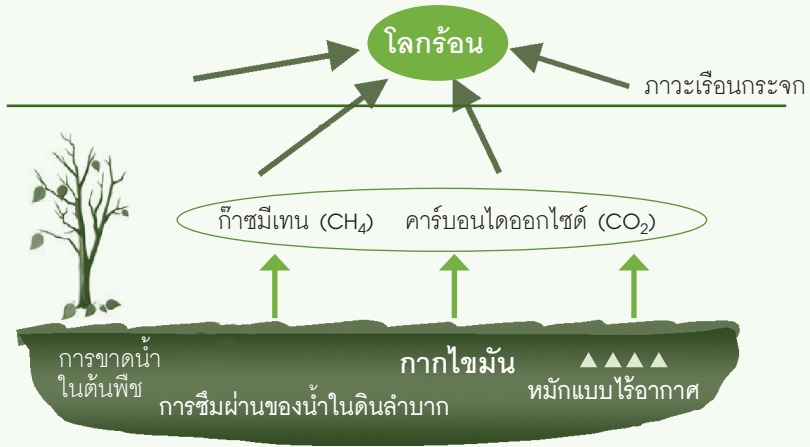 โลกร้อน
ภาวะเรือนกระจก
ก๊าซมีเทน (CH₄) คาร์บอนไดออกไซด์ (CO₂)
การขาดน้ำ
ในต้นพืช
กากไขมัน
หมักแบบไร้อากาศ
การซึมผ่านของน้ำในดินลำบาก